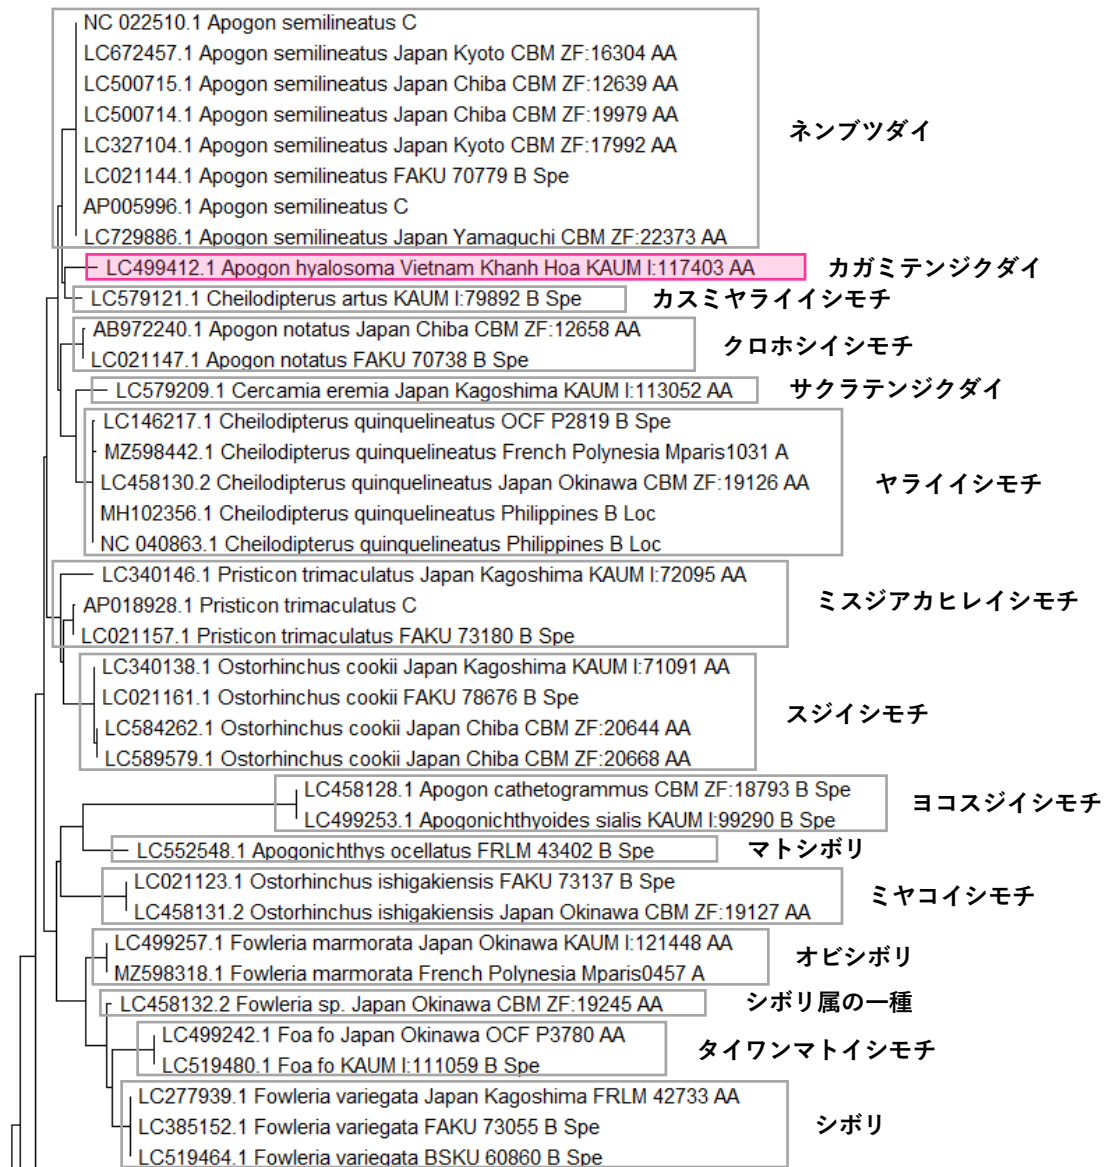 NC 022510.1 Apogon semilineatus C
LC672457.1 Apogon semilineatus Japan Kyoto CBM ZF:16304 AA
LC500715.1 Apogon semilineatus Japan Chiba CBM ZF:12639 AA
LC500714.1 Apogon semilineatus Japan Chiba CBM ZF:19979 AA
LC327104.1 Apogon semilineatus Japan Kyoto CBM ZF:17992 AA
LC021144.1 Apogon semilineatus FAKU 70779 B Spe
AP005996.1 Apogon semilineatus C
LC729886.1 Apogon semilineatus Japan Yamaguchi CBM ZF:22373 AA
ネンブツダイ
LC499412.1 Apogon hyalosoma Vietnam Khanh Hoa KAUM I:117403 AA
カガミテンジクダイ
LC579121.1 Cheilodipterus artus KAUM I:79892 B Spe
カスミヤライイシモチ
AB972240.1 Apogon notatus Japan Chiba CBM ZF:12658 AA
LC021147.1 Apogon notatus FAKU 70738 B Spe
クロホシイシモチ
LC579209.1 Cercamia eremia Japan Kagoshima KAUM I:113052 AA
サクラテンジクダイ
LC146217.1 Cheilodipterus quinquelineatus OCF P2819 B Spe
MZ598442.1 Cheilodipterus quinquelineatus French Polynesia Mparis1031 A
LC458130.2 Cheilodipterus quinquelineatus Japan Okinawa CBM ZF:19126 AA
MH102356.1 Cheilodipterus quinquelineatus Philippines B Loc
NC 040863.1 Cheilodipterus quinquelineatus Philippines B Loc
ヤライイシモチ
LC340146.1 Pristicon trimaculatus Japan Kagoshima KAUM I:72095 AA
AP018928.1 Pristicon trimaculatus C
LC021157.1 Pristicon trimaculatus FAKU 73180 B Spe
ミスジアカヒレイシモチ
LC340138.1 Ostorhinchus cookii Japan Kagoshima KAUM I:71091 AA
LC021161.1 Ostorhinchus cookii FAKU 78676 B Spe
LC584262.1 Ostorhinchus cookii Japan Chiba CBM ZF:20644 AA
LC589579.1 Ostorhinchus cookii Japan Chiba CBM ZF:20668 AA
スジイシモチ
LC458128.1 Apogon cathetogrammus CBM ZF:18793 B Spe
LC499253.1 Apogonichthyoides sialis KAUM I:99290 B Spe
ヨコスジイシモチ
LC552548.1 Apogonichthys ocellatus FRLM 43402 B Spe
マトシボリ
LC021123.1 Ostorhinchus ishigakiensis FAKU 73137 B Spe
LC458131.2 Ostorhinchus ishigakiensis Japan Okinawa CBM ZF:19127 AA
ミヤコイシモチ
LC499257.1 Fowleria marmorata Japan Okinawa KAUM I:121448 AA
MZ598318.1 Fowleria marmorata French Polynesia Mparis0457 A
オビシボリ
LC458132.2 Fowleria sp. Japan Okinawa CBM ZF:19245 AA
シボリ属の一種
LC499242.1 Foa fo Japan Okinawa OCF P3780 AA
LC519480.1 Foa fo KAUM I:111059 B Spe
タイワンマトイシモチ
LC277939.1 Fowleria variegata Japan Kagoshima FRLM 42733 AA
LC385152.1 Fowleria variegata FAKU 73055 B Spe
LC519464.1 Fowleria variegata BSKU 60860 B Spe
シボリ